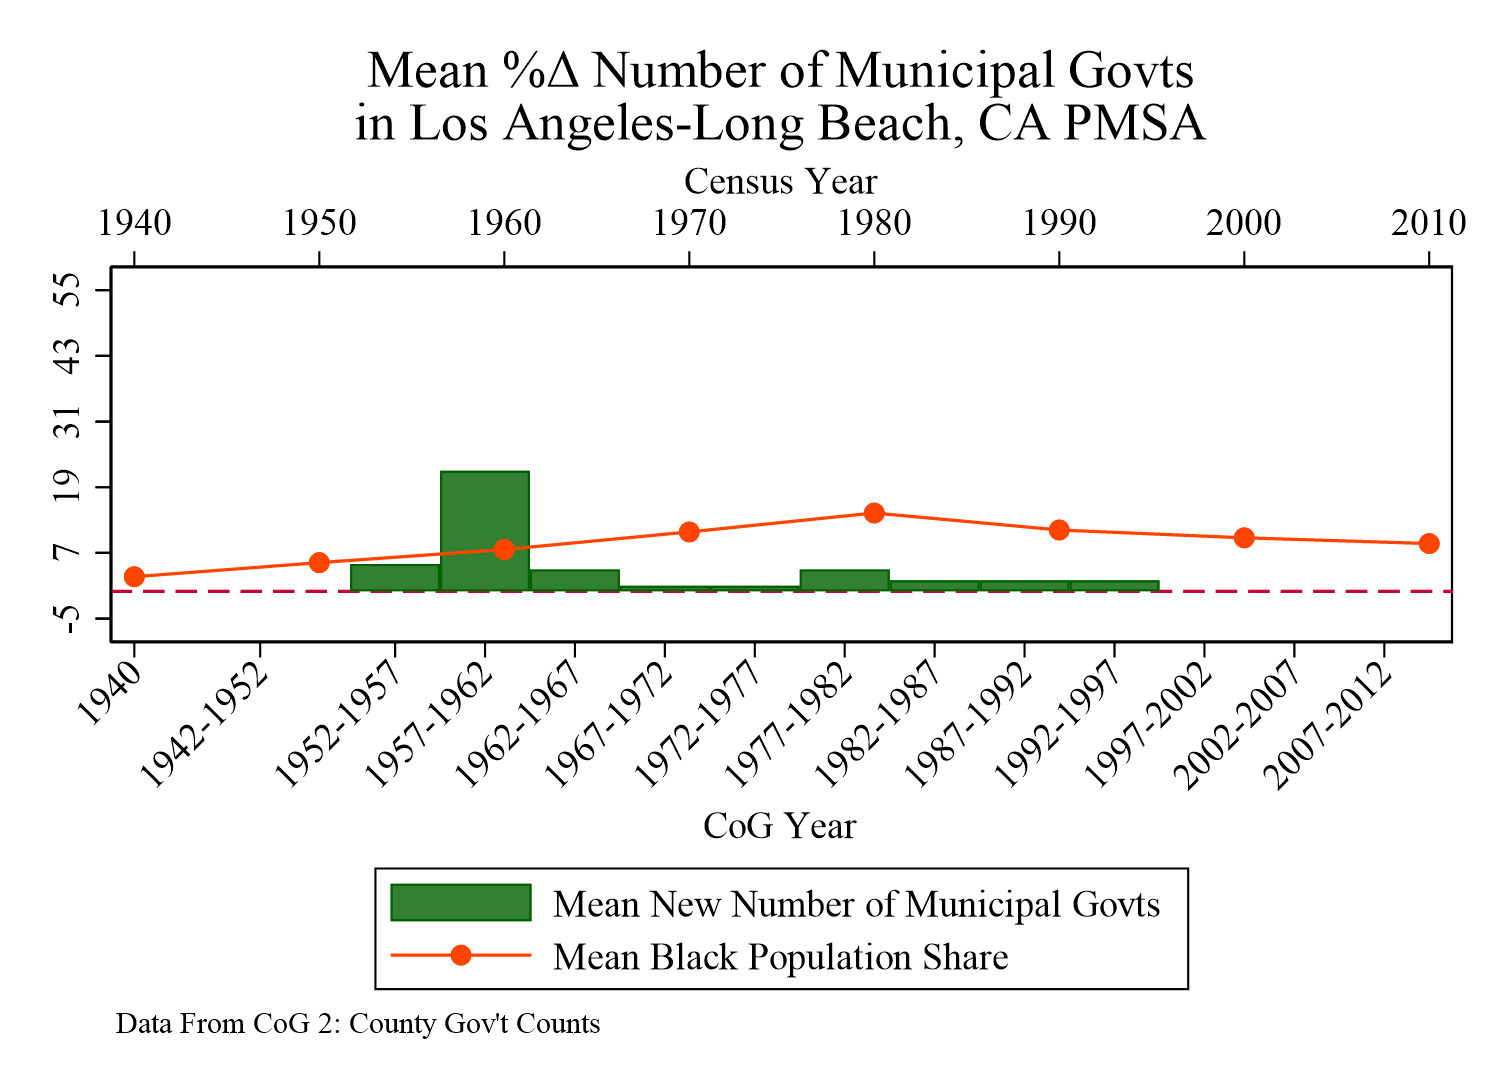 Mean %Δ Number of Municipal Govts
in Los Angeles-Long Beach, CA PMSA
Census Year
1940 1950 1960 1970 1980 1990 2000 2010
55
43
31
19
7
-5
1940 1942-1952 1952-1957 1957-1962 1962-1967 1967-1972 1972-1977 1977-1982 1982-1987 1987-1992 1992-1997 1997-2002 2002-2007 2007-2012
CoG Year
Mean New Number of Municipal Govts
Mean Black Population Share
Data From CoG 2: County Gov't Counts